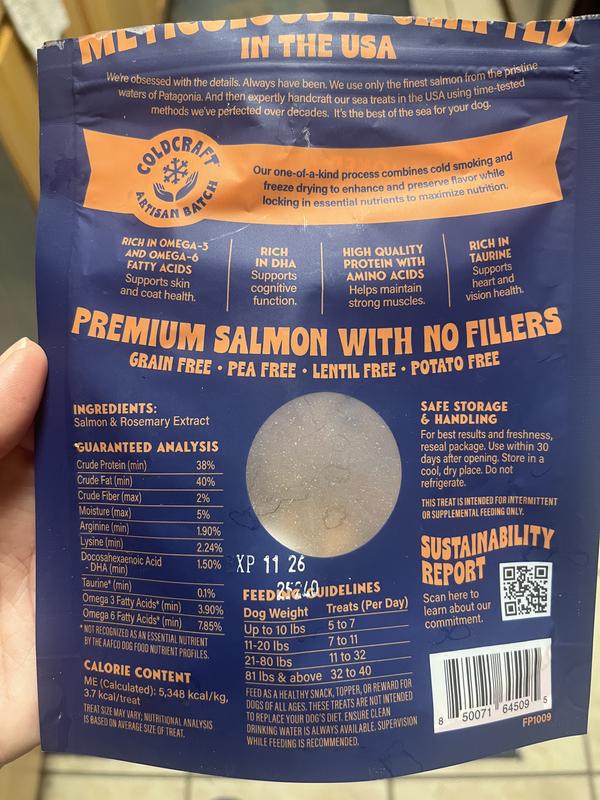 METICULOUSLY CRAFTED
IN THE USA
We're obsessed with the details. Always have been. We use only the finest salmon from the pristine
waters of Patagonia. And then expertly handcraft our sea treats in the USA using time-tested
methods we've perfected over decades. It's the best of the sea for your dog.
COLDCRAFT
ARTISAN BATCH
Our one-of-a-kind process combines cold smoking and
freeze drying to enhance and preserve flavor while
locking in essential nutrients to maximize nutrition.
RICH IN OMEGA-3
AND OMEGA-6
FATTY ACIDS
Supports skin
and coat health.
RICH
IN DHA
Supports
cognitive
function.
HIGH QUALITY
PROTEIN WITH
AMINO ACIDS
Helps maintain
strong muscles.
RICH IN
TAURINE
Supports
heart and
vision health.
PREMIUM SALMON WITH NO FILLERS
GRAIN FREE • PEA FREE • LENTIL FREE • POTATO FREE
INGREDIENTS:
Salmon & Rosemary Extract
GUARANTEED ANALYSIS
Crude Protein (min) 38%
Crude Fat (min) 40%
Crude Fiber (max) 2%
Moisture (max) 5%
Arginine (min) 1.90%
Lysine (min) 2.24%
Docosahexaenoic Acid
- DHA (min) 1.50%
Taurine* (min) 0.1%
Omega 3 Fatty Acids* (min) 3.90%
Omega 6 Fatty Acids* (min) 7.85%
*NOT RECOGNIZED AS AN ESSENTIAL NUTRIENT
BY THE AAFCO DOG FOOD NUTRIENT PROFILES.
CALORIE CONTENT
ME (Calculated): 5,348 kcal/kg,
3.7 kcal/treat
TREAT SIZE MAY VARY; NUTRITIONAL ANALYSIS
IS BASED ON AVERAGE SIZE OF TREAT.
XP 11 26
FEEDING GUIDELINES
Dog Weight Treats (Per Day)
Up to 10 lbs 5 to 7
11-20 lbs 7 to 11
21-80 lbs 11 to 32
81 lbs & above 32 to 40
FEED AS A HEALTHY SNACK, TOPPER, OR REWARD FOR
DOGS OF ALL AGES. THESE TREATS ARE NOT INTENDED
TO REPLACE YOUR DOG'S DIET. ENSURE CLEAN
DRINKING WATER IS ALWAYS AVAILABLE. SUPERVISION
WHILE FEEDING IS RECOMMENDED.
SAFE STORAGE
& HANDLING
For best results and freshness,
reseal package. Use within 30
days after opening. Store in a
cool, dry place. Do not
refrigerate.
THIS TREAT IS INTENDED FOR INTERMITTENT
OR SUPPLEMENTAL FEEDING ONLY.
SUSTAINABILITY
REPORT
Scan here to
learn about our
commitment.
8 50071 64509 5
FP1009